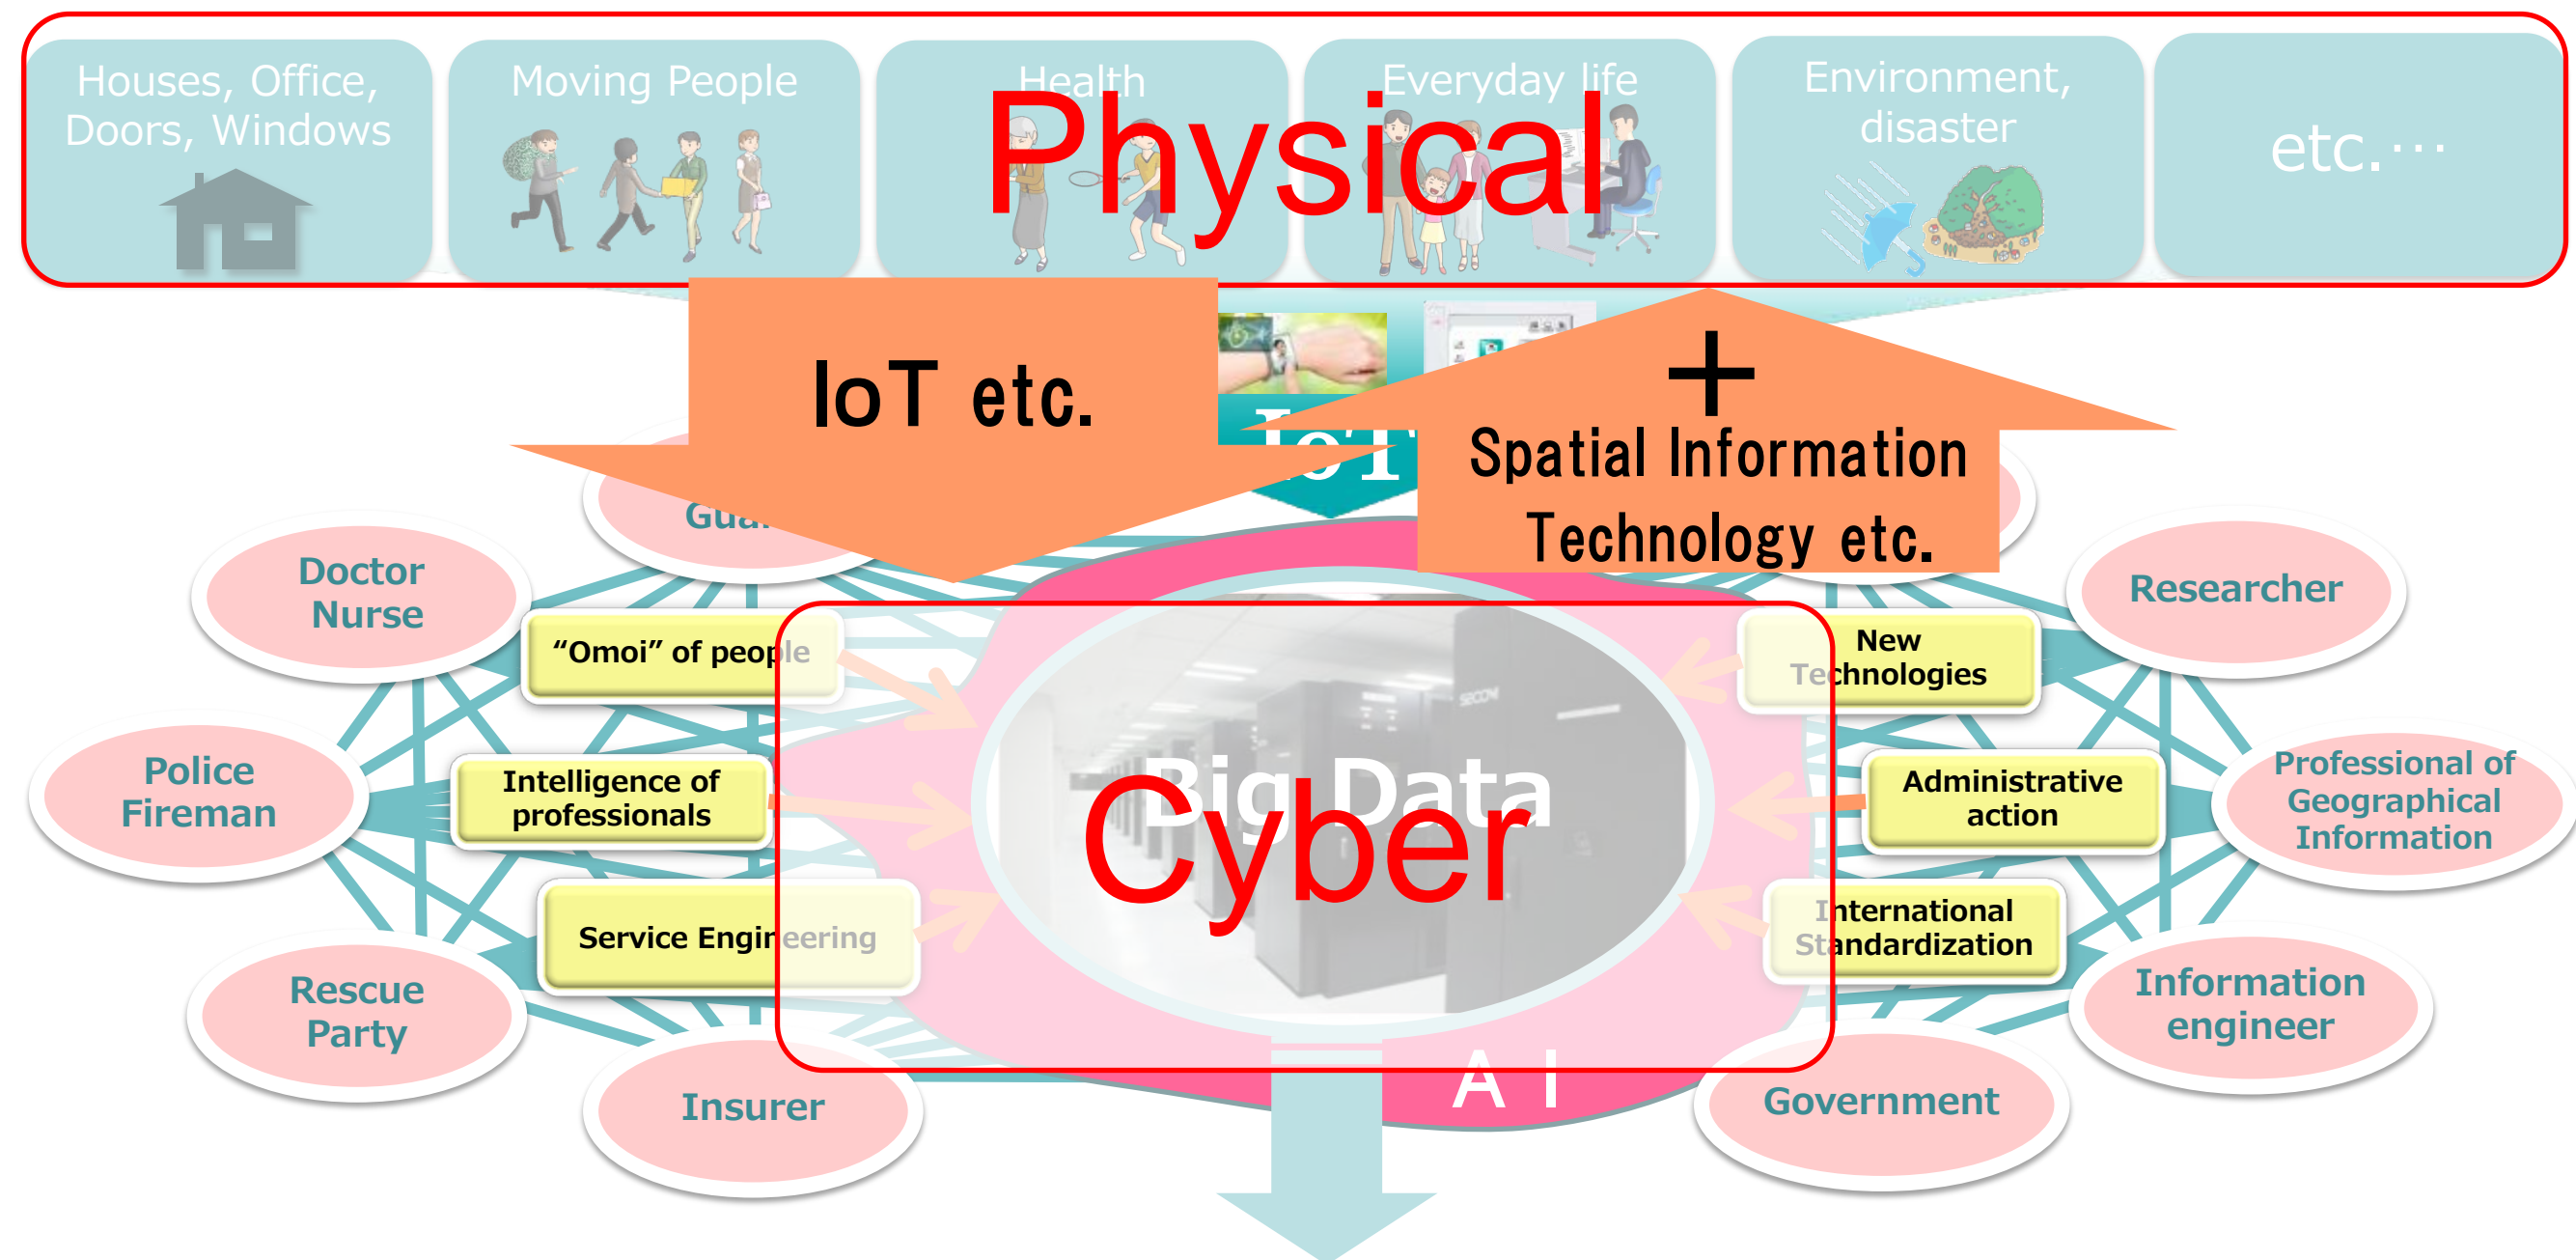 Houses, Office,
Doors, Windows
Moving People
Health
Everyday life
Environment,
disaster
etc.…
Physical
IoT etc.
IoT
+
Spatial Information
Technology etc.
Doctor
Nurse
Researcher
"Omoi" of people
New
Technologies
Police
Fireman
Intelligence of
professionals
Big Data
Cyber
SECOM
Administrative
action
Professional of
Geographical
Information
Service Engineering
International
Standardization
Rescue
Party
Information
engineer
Insurer
AI
Government